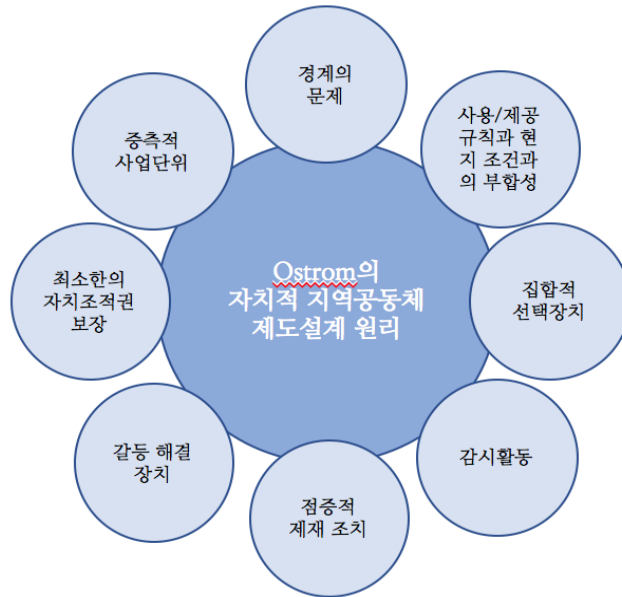 경계의
문제
사용/제공
규칙과 현
지 조건과
의 부합성
집합적
선택장치
감시활동
점증적
제재 조치
갈등 해결
장치
최소한의
자치조적권
보장
중측적
사업단위
Ostrom의
자치적 지역공동체
제도설계 원리